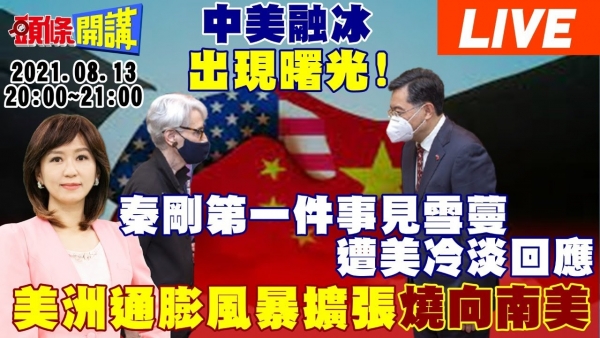 頭條開講
2021.08.13
20:00~21:00
中美融冰
出現曙光!
LIVE
秦剛第一件事見雪蔓
遭美冷淡回應
美洲通膨風暴擴張燒向南美